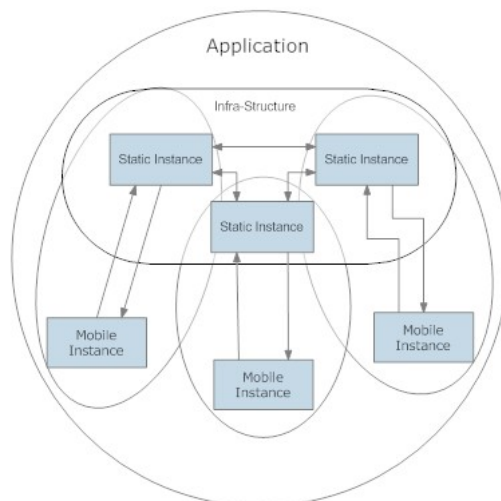 Application
Infra-Structure
Static Instance
Static Instance
Static Instance
Mobile
Instance
Mobile
Instance
Mobile
Instance